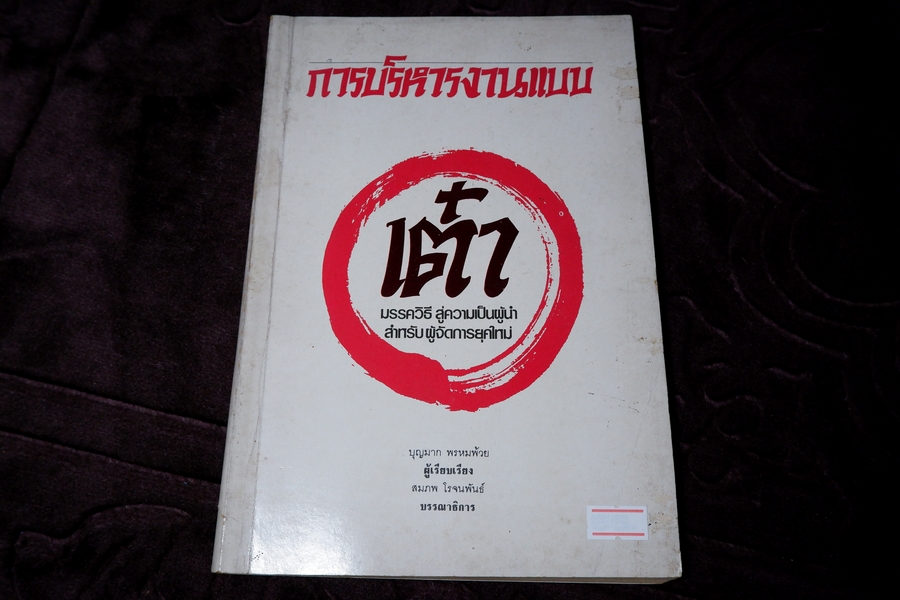 การบริหารงานแบบ
เต๋า
มรรควิธี สู่ความเป็นผู้นำ
สำหรับ ผู้จัดการยุคใหม่
บุญมาก พรหมพ้วย
ผู้เรียบเรียง
สมภพ โรจนพันธ์
บรรณาธิการ